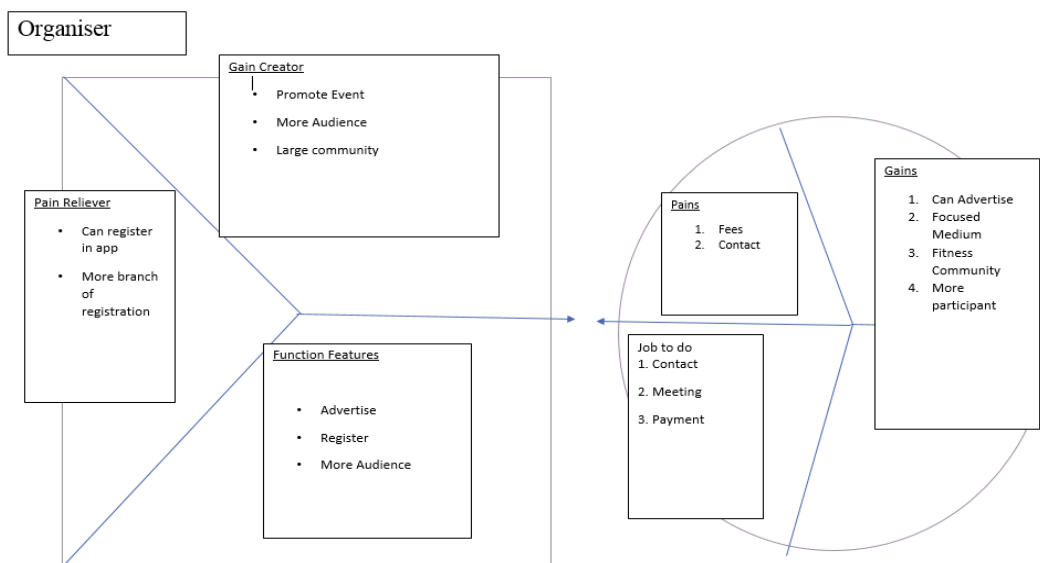 Organiser
Gain Creator
• Promote Event
• More Audience
• Large community
Pain Reliever
• Can register
in app
• More branch
of
registration
Function Features
• Advertise
• Register
• More Audience
Pains
1. Fees
2. Contact
Job to do
1. Contact
2. Meeting
3. Payment
Gains
1. Can Advertise
2. Focused
Medium
3. Fitness
Community
4. More
participant